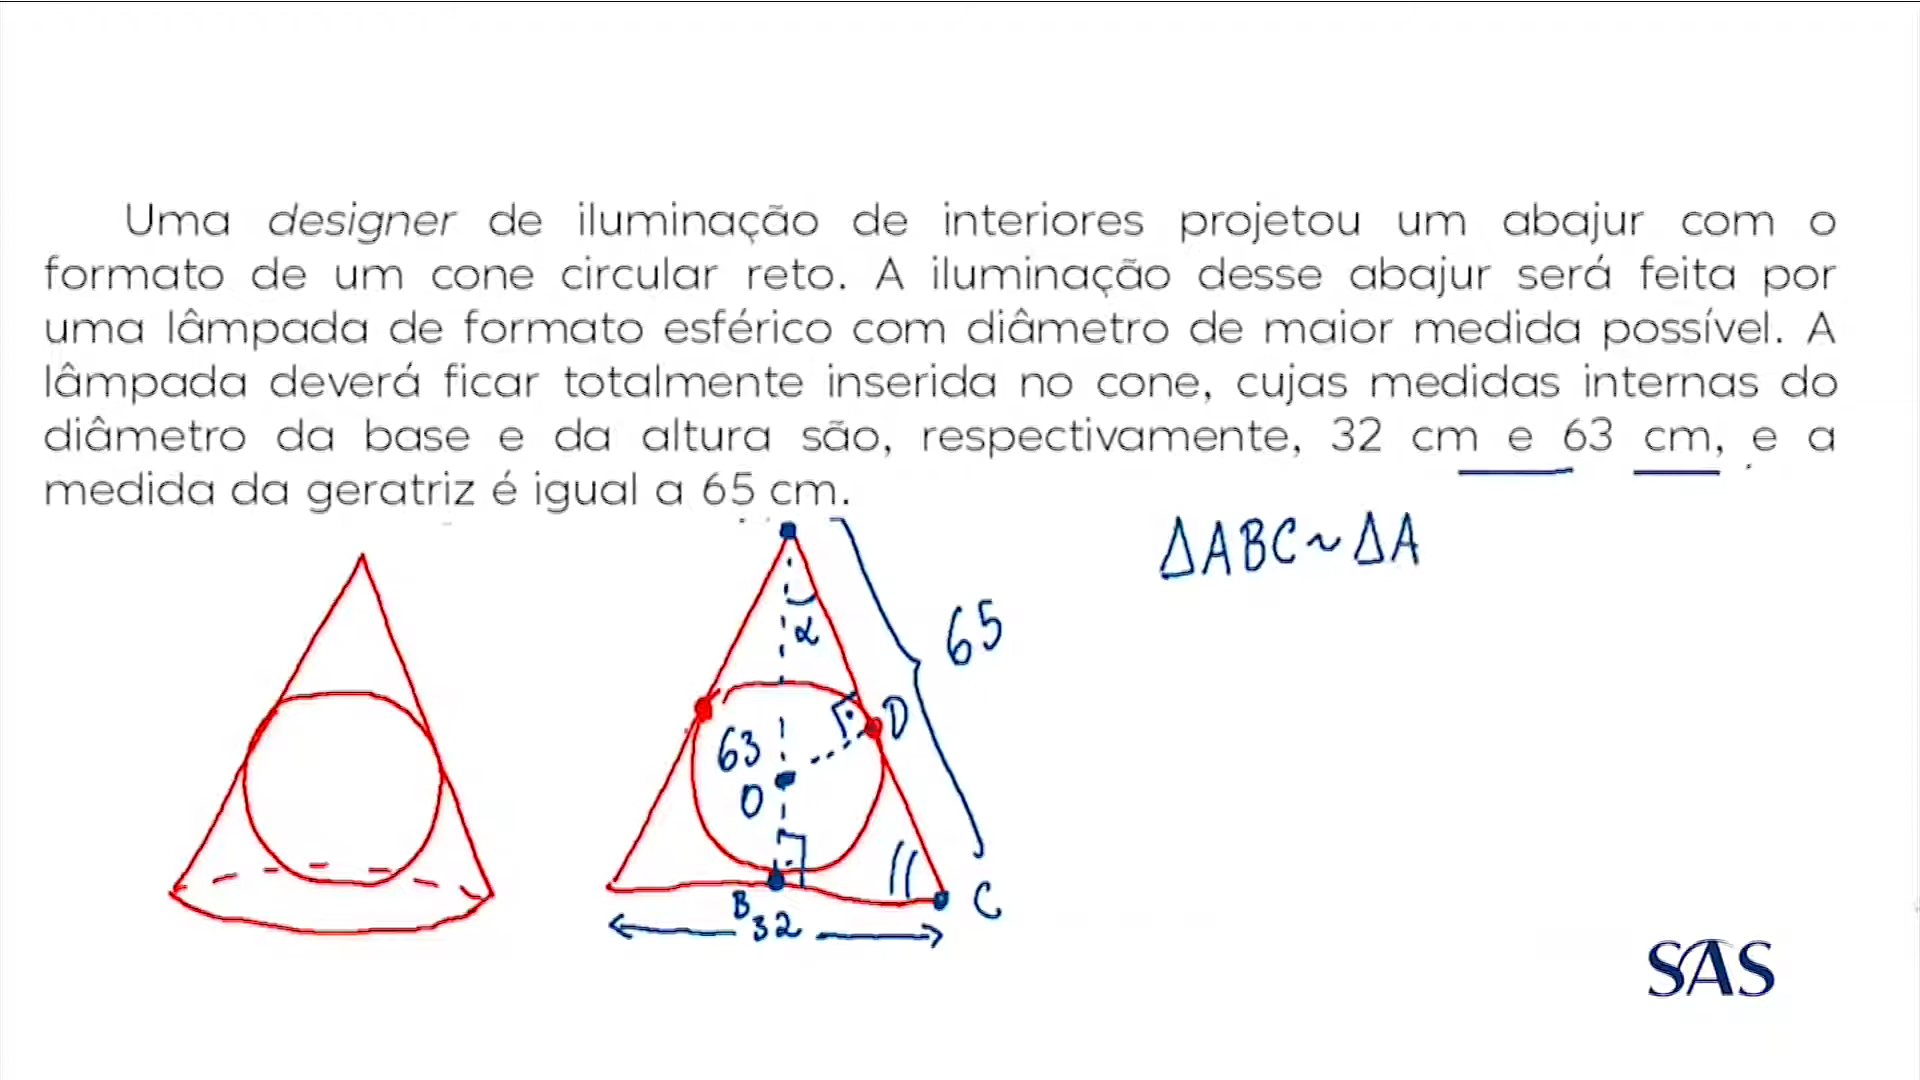 Uma designer de iluminação de interiores projetou um abajur com o
formato de um cone circular reto. A iluminação desse abajur será feita por
uma lâmpada de formato esférico com diâmetro de maior medida possível. A
lâmpada deverá ficar totalmente inserida no cone, cujas medidas internas do
diâmetro da base e da altura são, respectivamente, 32 cm e 63 cm, e a
medida da geratriz é igual a 65 cm.
ΔABC~ΔA
65
α
D
63
O
B
C
32
SAS